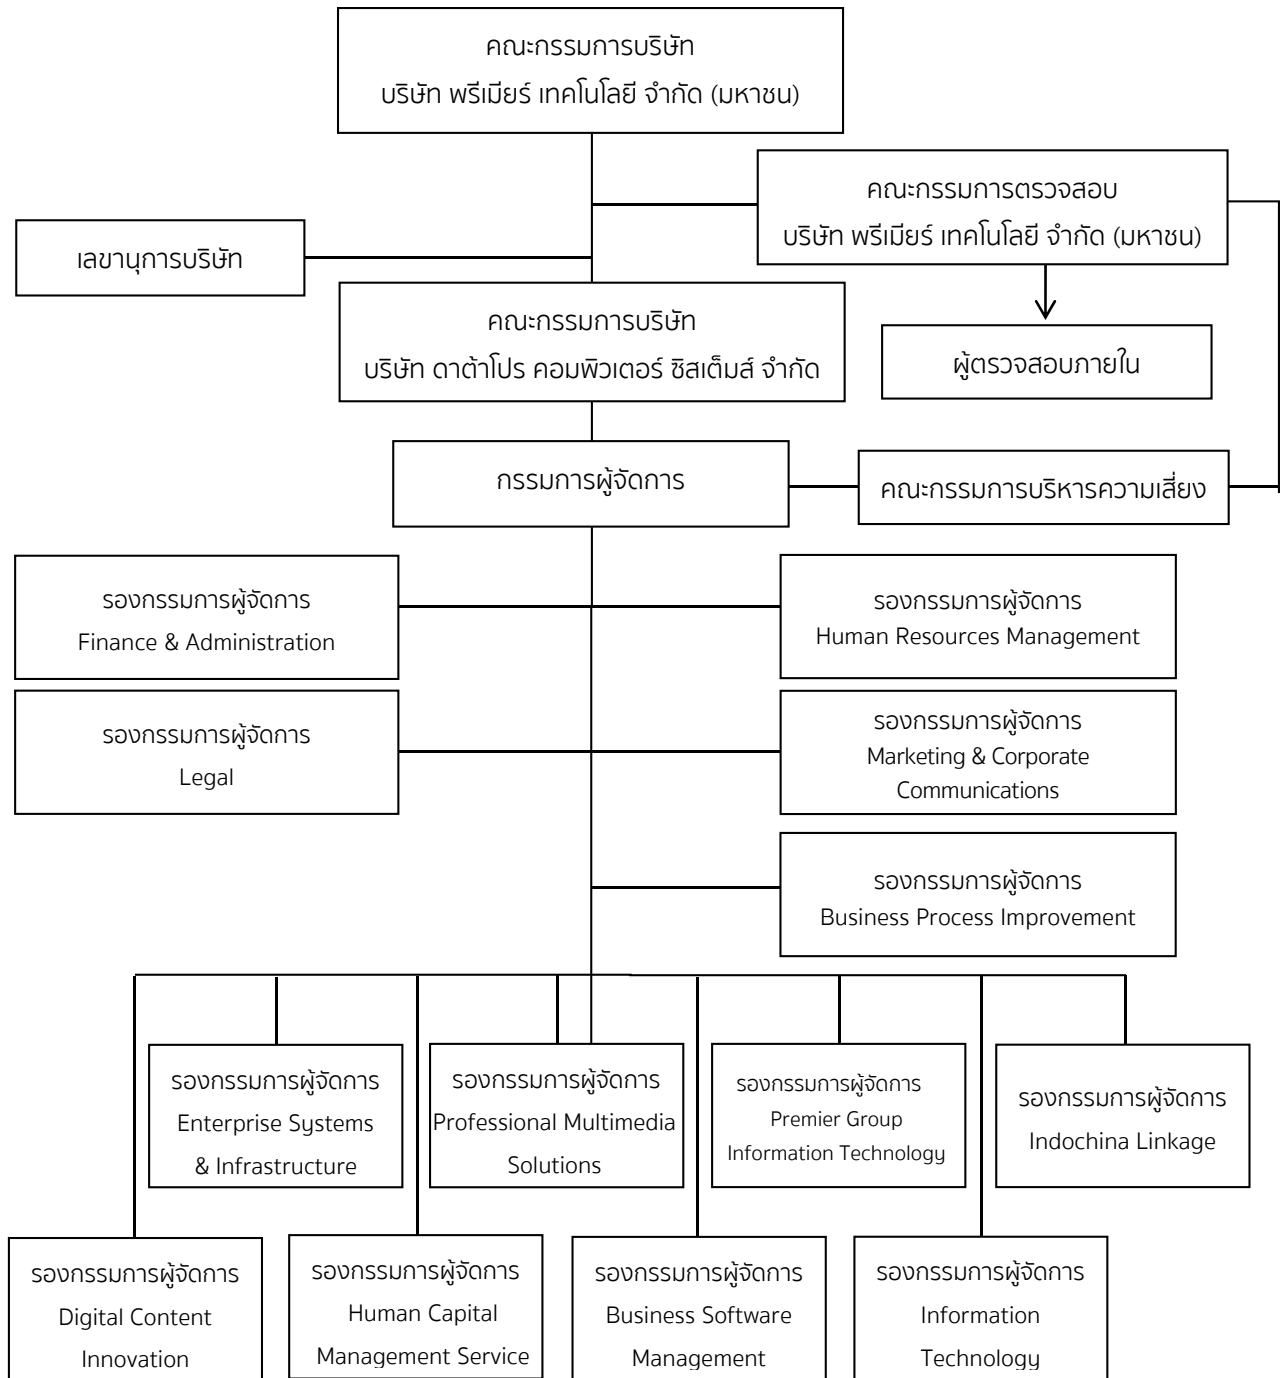 คณะกรรมการบริษัท
บริษัท พรีเมียร์ เทคโนโลยี จำกัด (มหาชน)
คณะกรรมการตรวจสอบ
บริษัท พรีเมียร์ เทคโนโลยี จำกัด (มหาชน)
เลขานุการบริษัท
คณะกรรมการบริษัท
บริษัท ดาต้าโปร คอมพิวเตอร์ ซิสเต็มส์ จำกัด
ผู้ตรวจสอบภายใน
กรรมการผู้จัดการ
คณะกรรมการบริหารความเสี่ยง
รองกรรมการผู้จัดการ
Finance & Administration
รองกรรมการผู้จัดการ
Human Resources Management
รองกรรมการผู้จัดการ
Legal
รองกรรมการผู้จัดการ
Marketing & Corporate
Communications
รองกรรมการผู้จัดการ
Business Process Improvement
รองกรรมการผู้จัดการ
Enterprise Systems
& Infrastructure
รองกรรมการผู้จัดการ
Professional Multimedia
Solutions
รองกรรมการผู้จัดการ
Premier Group
Information Technology
รองกรรมการผู้จัดการ
Indochina Linkage
รองกรรมการผู้จัดการ
Digital Content
Innovation
รองกรรมการผู้จัดการ
Human Capital
Management Service
รองกรรมการผู้จัดการ
Business Software
Management
รองกรรมการผู้จัดการ
Information
Technology